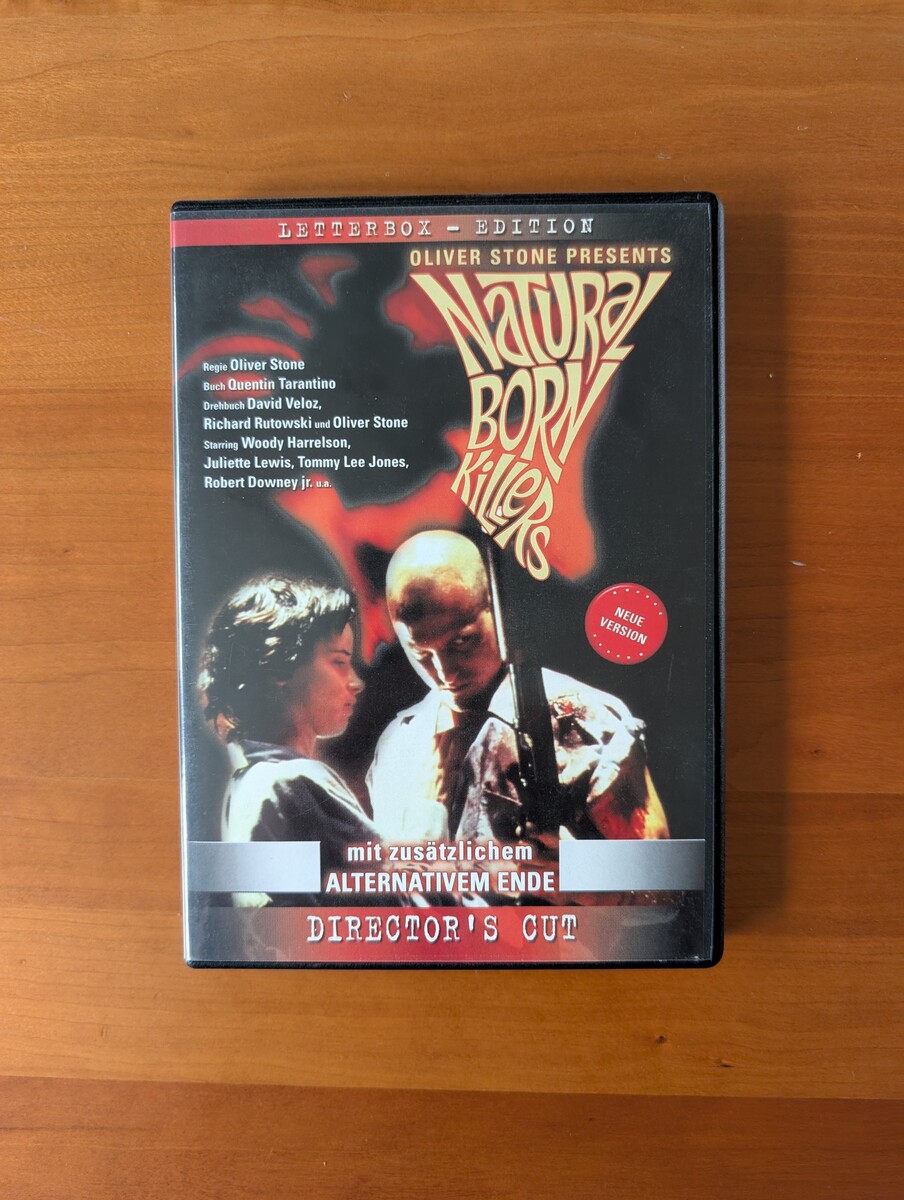 LETTERBOX – EDITION
OLIVER STONE PRESENTS
NATURAL
BORN
KILLERS
Regie Oliver Stone
Buch Quentin Tarantino
Drehbuch David Veloz,
Richard Rutowski und Oliver Stone
Starring Woody Harrelson,
Juliette Lewis, Tommy Lee Jones,
Robert Downey jr. u.a.
NEUE
VERSION
mit zusätzlichem
ALTERNATIVEM ENDE
DIRECTOR'S CUT